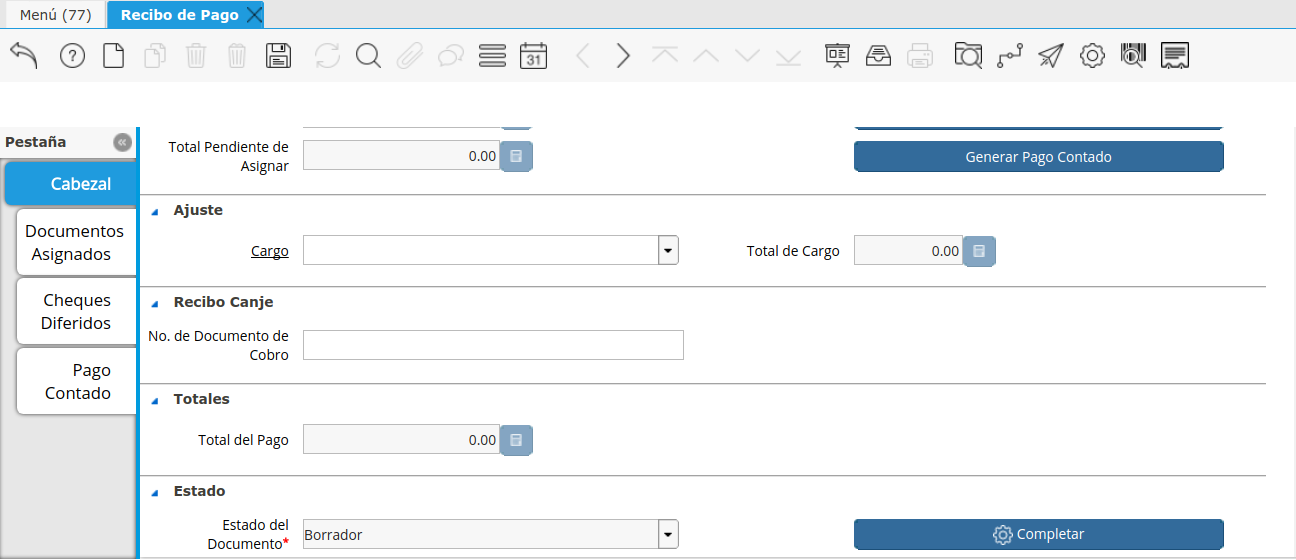 Menú (77)
Recibo de Pago
31
Pestaña
Cabezal
Documentos
Asignados
Cheques
Diferidos
Pago
Contado
Total Pendiente de
Asignar
0.00
Generar Pago Contado
Ajuste
Cargo
Total de Cargo
0.00
Recibo Canje
No. de Documento de
Cobro
Totales
Total del Pago
0.00
Estado
Estado del
Documento*
Borrador
Completar